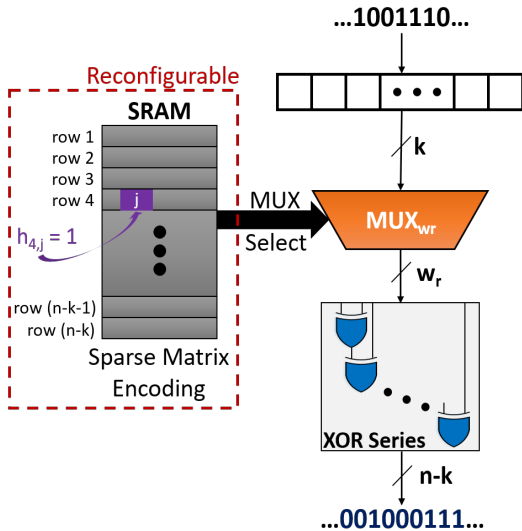 ...1001110...
Reconfigurable
SRAM
row 1
row 2
row 3
row 4
j
h4,j = 1
row (n-k-1)
row (n-k)
Sparse Matrix
Encoding
MUX
Select
k
MUXwr
wr
XOR Series
n-k
...001000111...